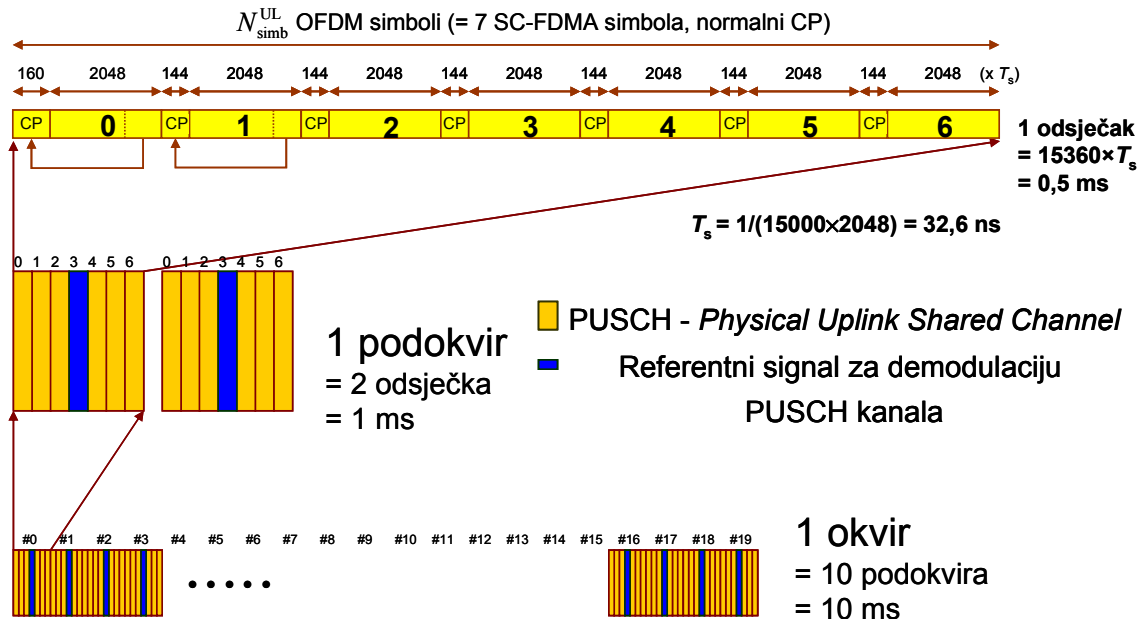 N_simb^UL OFDM simboli (= 7 SC-FDMA simbola, normalni CP)
160 2048 144 2048 144 2048 144 2048 144 2048 144 2048 144 2048 (x Ts)
CP 0 CP 1 CP 2 CP 3 CP 4 CP 5 CP 6
1 odsječak
= 15360×Ts
= 0,5 ms
Ts = 1/(15000×2048) = 32,6 ns
0 1 2 3 4 5 6 0 1 2 3 4 5 6
PUSCH - Physical Uplink Shared Channel
Referentni signal za demodulaciju
PUSCH kanala
1 podokvir
= 2 odsječka
= 1 ms
#0 #1 #2 #3 #4 #5 #6 #7 #8 #9 #10 #11 #12 #13 #14 #15 #16 #17 #18 #19
1 okvir
= 10 podokvira
= 10 ms